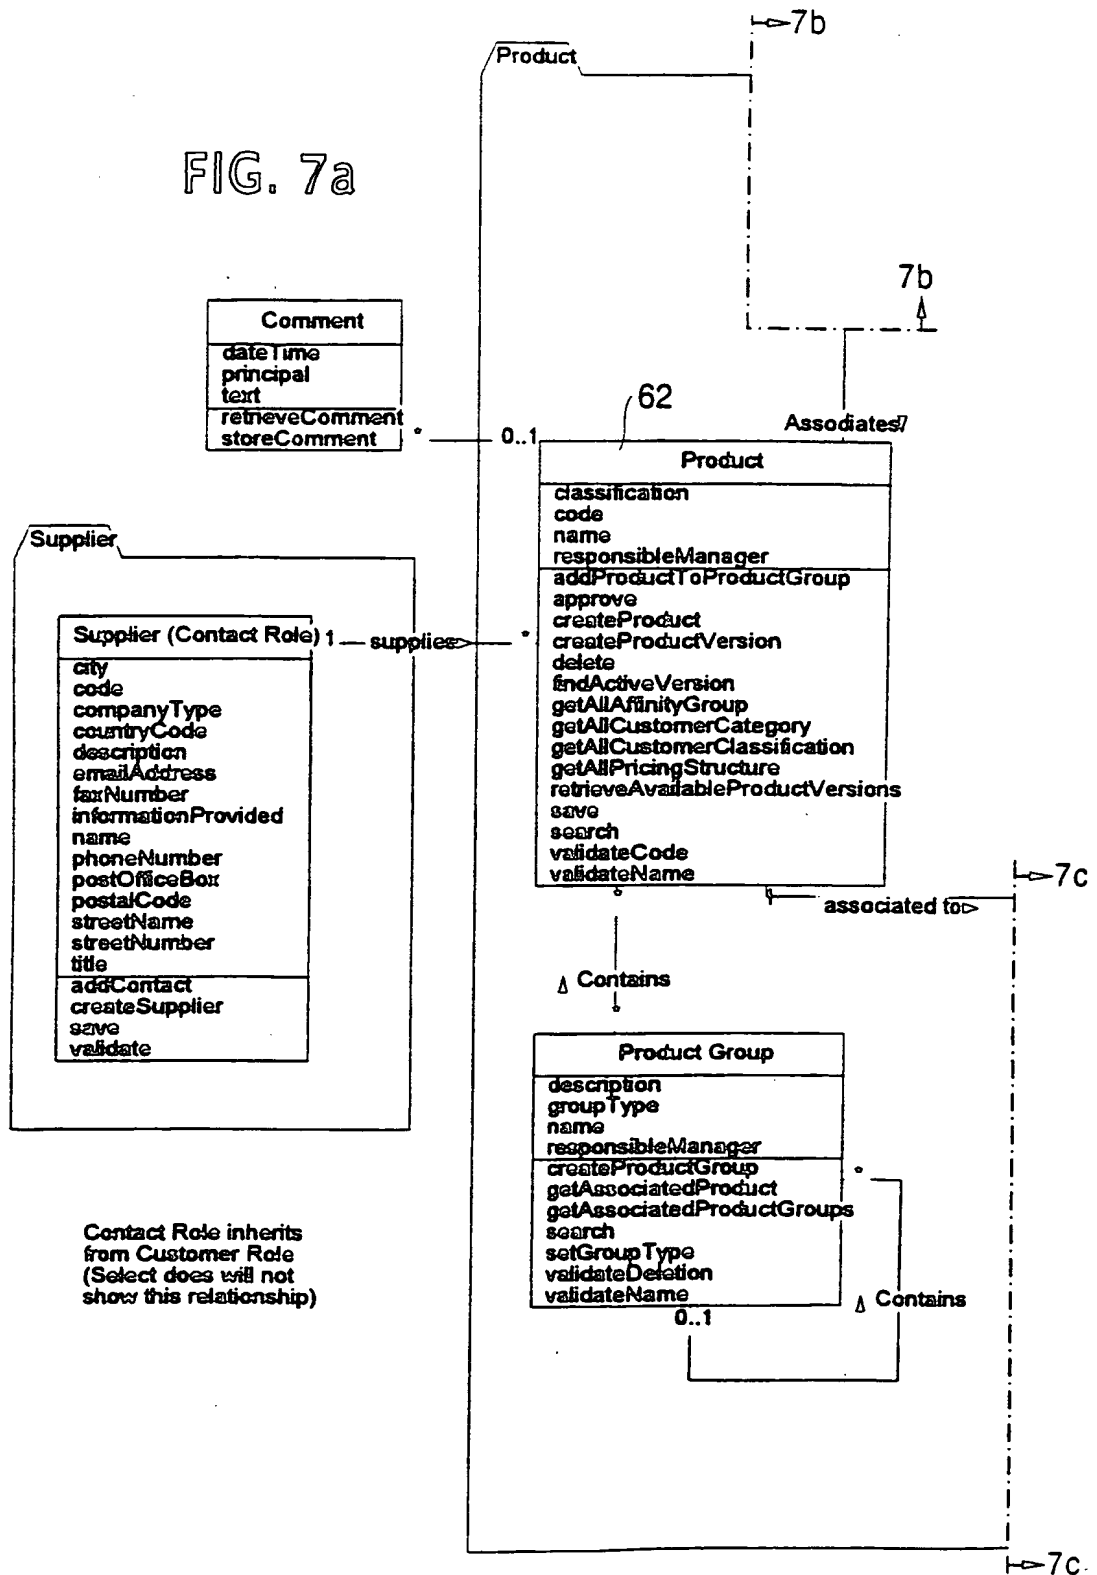 7b
Product
FIG. 7a
7b
Comment
dateTime
principal
text
retrieveComment
storeComment
*
0..1
62
Associates
Product
classification
code
name
responsibleManager
addProductToProductGroup
approve
createProduct
createProductVersion
delete
findActiveVersion
getAllAffinityGroup
getAllCustomerCategory
getAllCustomerClassification
getAllPricingStructure
retrieveAvailableProductVersions
save
search
validateCode
validateName
Supplier
Supplier (Contact Role)
1
supplies
*
city
code
companyType
countryCode
description
emailAddress
faxNumber
informationProvided
name
phoneNumber
postOfficeBox
postalCode
streetName
streetNumber
title
addContact
createSupplier
save
validate
7c
associated to
*
Contains
*
Product Group
description
groupType
name
responsibleManager
createProductGroup
getAssociatedProduct
getAssociatedProductGroups
search
setGroupType
validateDeletion
validateName
*
Contains
0..1
Contact Role inherits
from Customer Role
(Select does will not
show this relationship)
7c